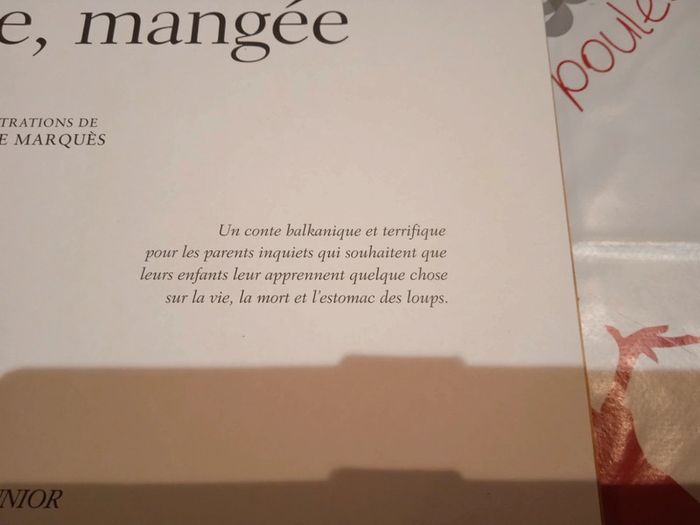 e, mangée
TRATIONS DE
E MARQUÈS
Un conte balkanique et terrifique
pour les parents inquiets qui souhaitent que
leurs enfants leur apprennent quelque chose
sur la vie, la mort et l'estomac des loups.
NIOR
poule